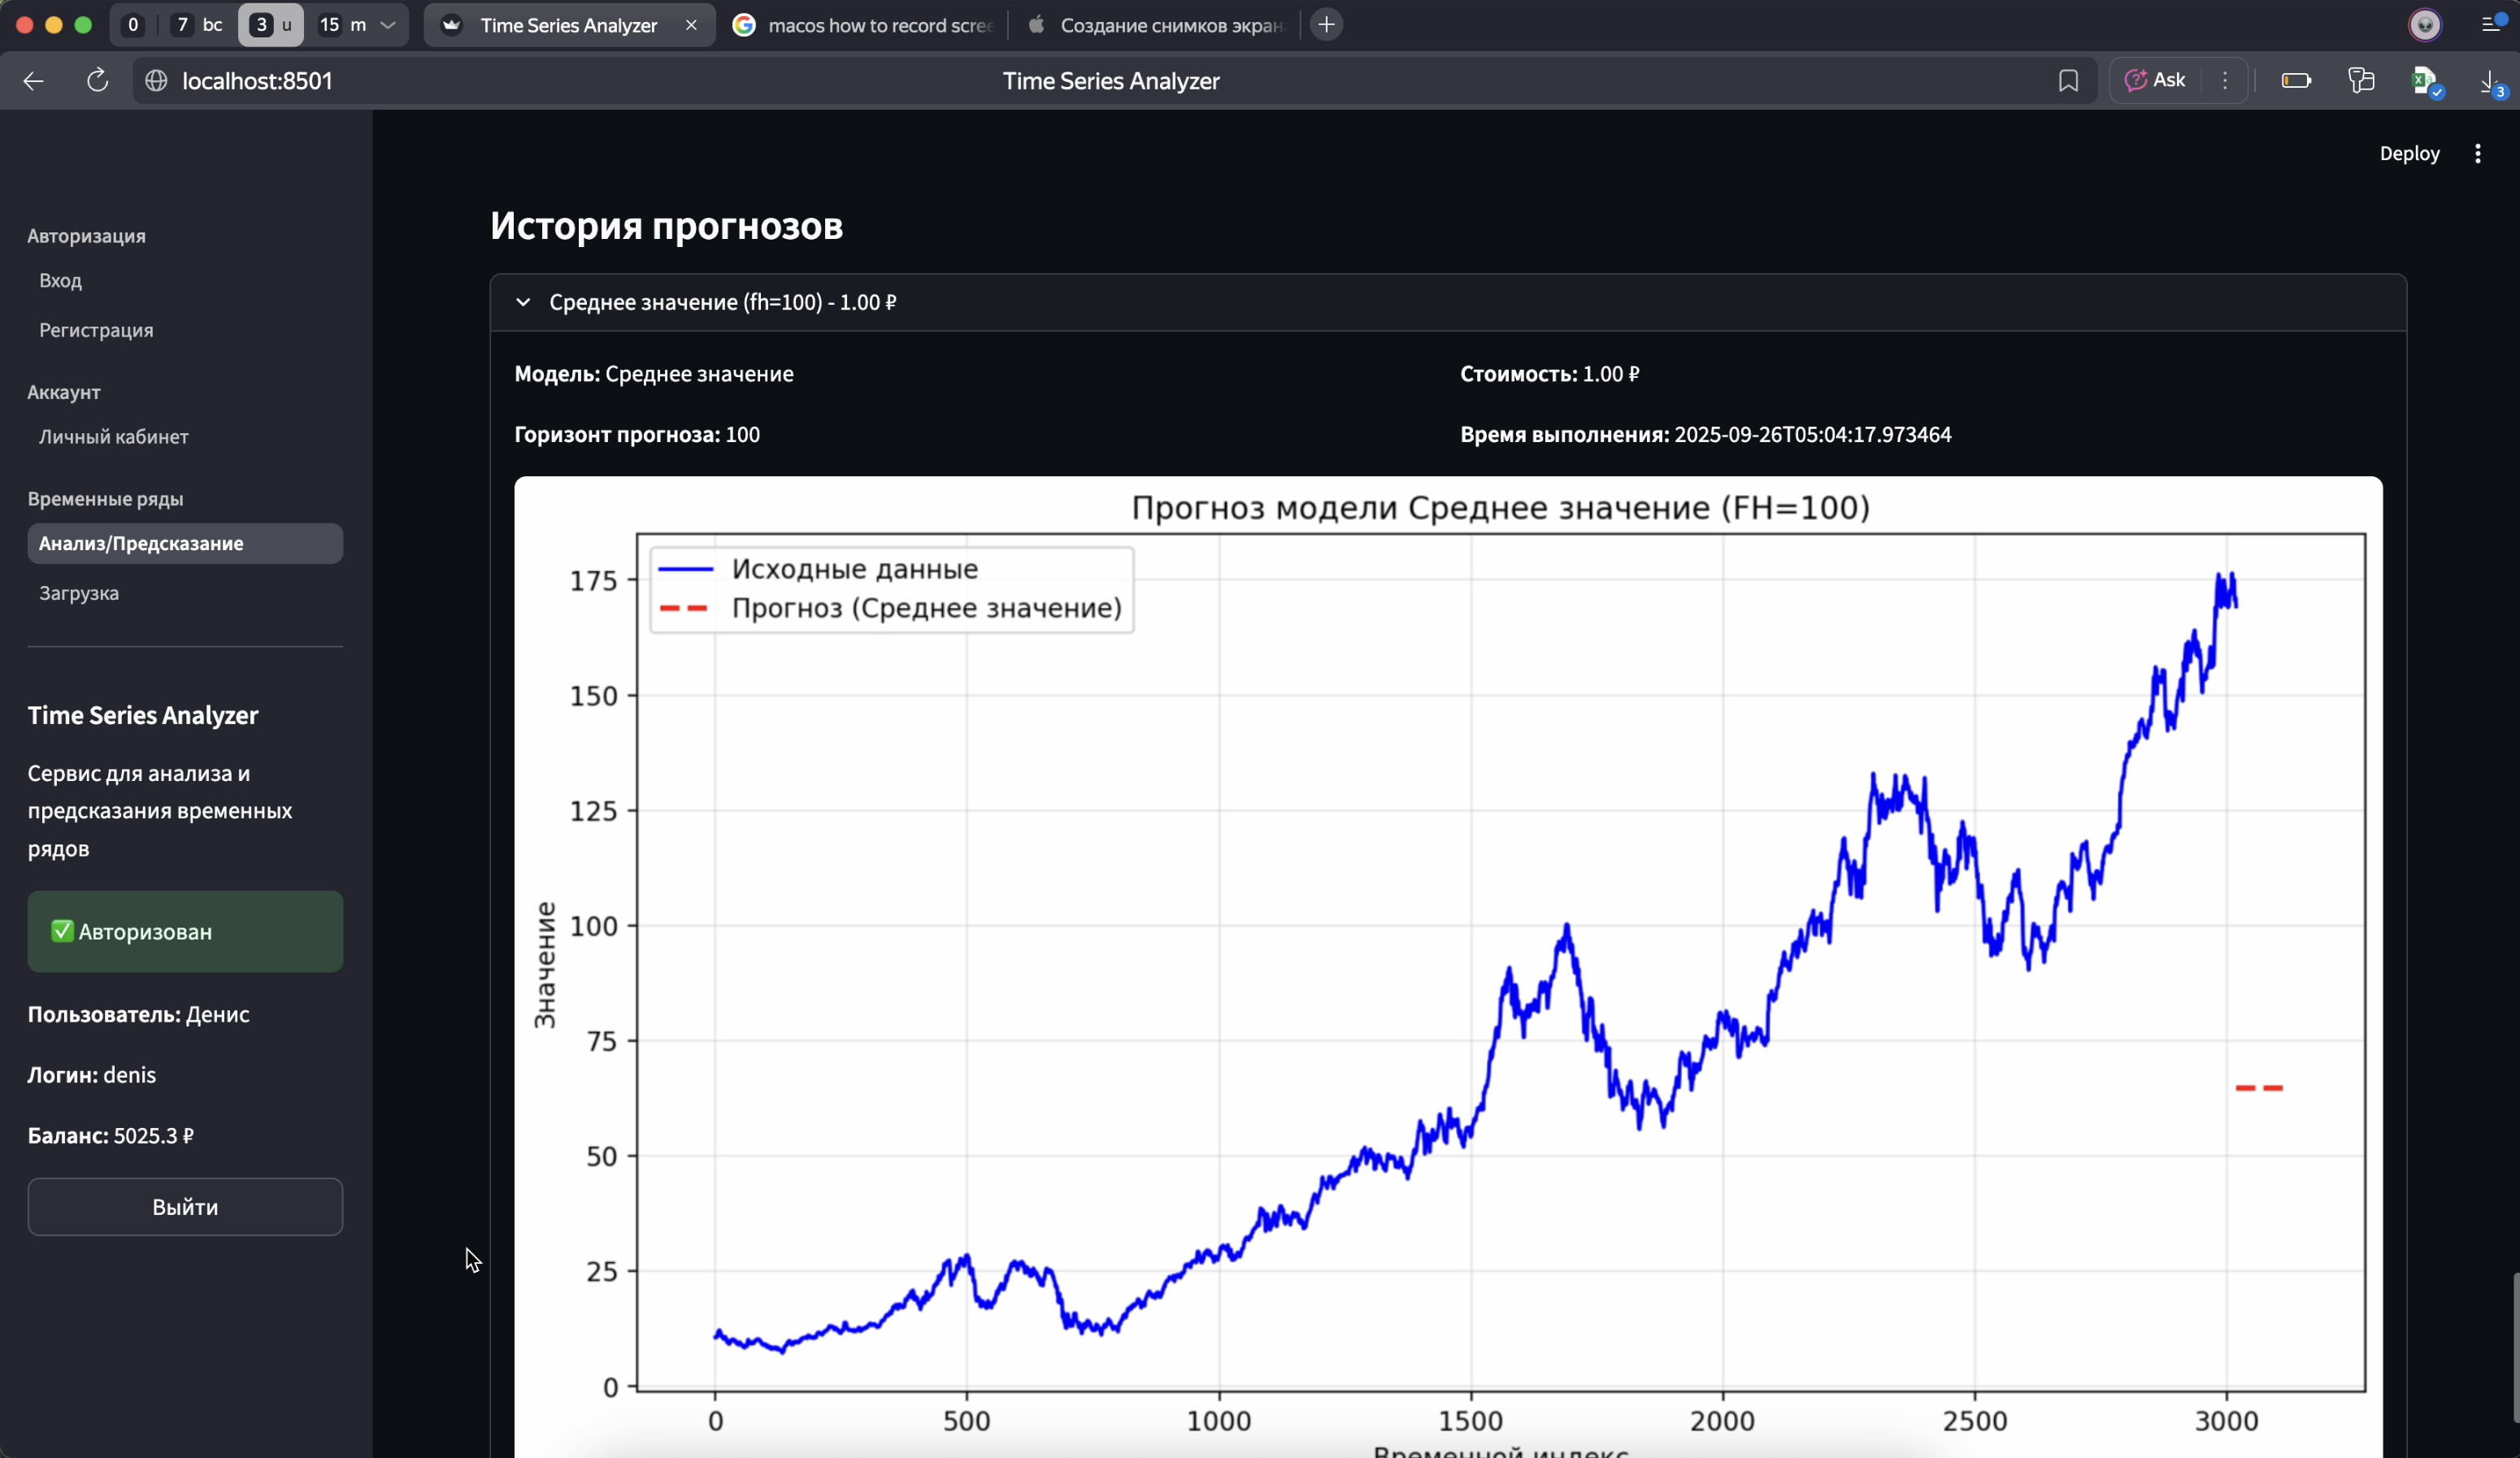 0
7 bc
3 u
15 m
Time Series Analyzer
macos how to record scree
Создание снимков экран
localhost:8501
Time Series Analyzer
Ask
3
Deploy
Авторизация
Вход
Регистрация
Аккаунт
Личный кабинет
Временные ряды
Анализ/Предсказание
Загрузка
Time Series Analyzer
Сервис для анализа и
предсказания временных
рядов
Авторизован
Пользователь: Денис
Логин: denis
Баланс: 5025.3 ₽
Выйти
История прогнозов
Среднее значение (fh=100) - 1.00 ₽
Модель: Среднее значение
Стоимость: 1.00 ₽
Горизонт прогноза: 100
Время выполнения: 2025-09-26T05:04:17.973464
Прогноз модели Среднее значение (FH=100)
Исходные данные
Прогноз (Среднее значение)
175
150
125
100
75
50
25
0
Значение
0
500
1000
1500
2000
2500
3000
Временной индекс